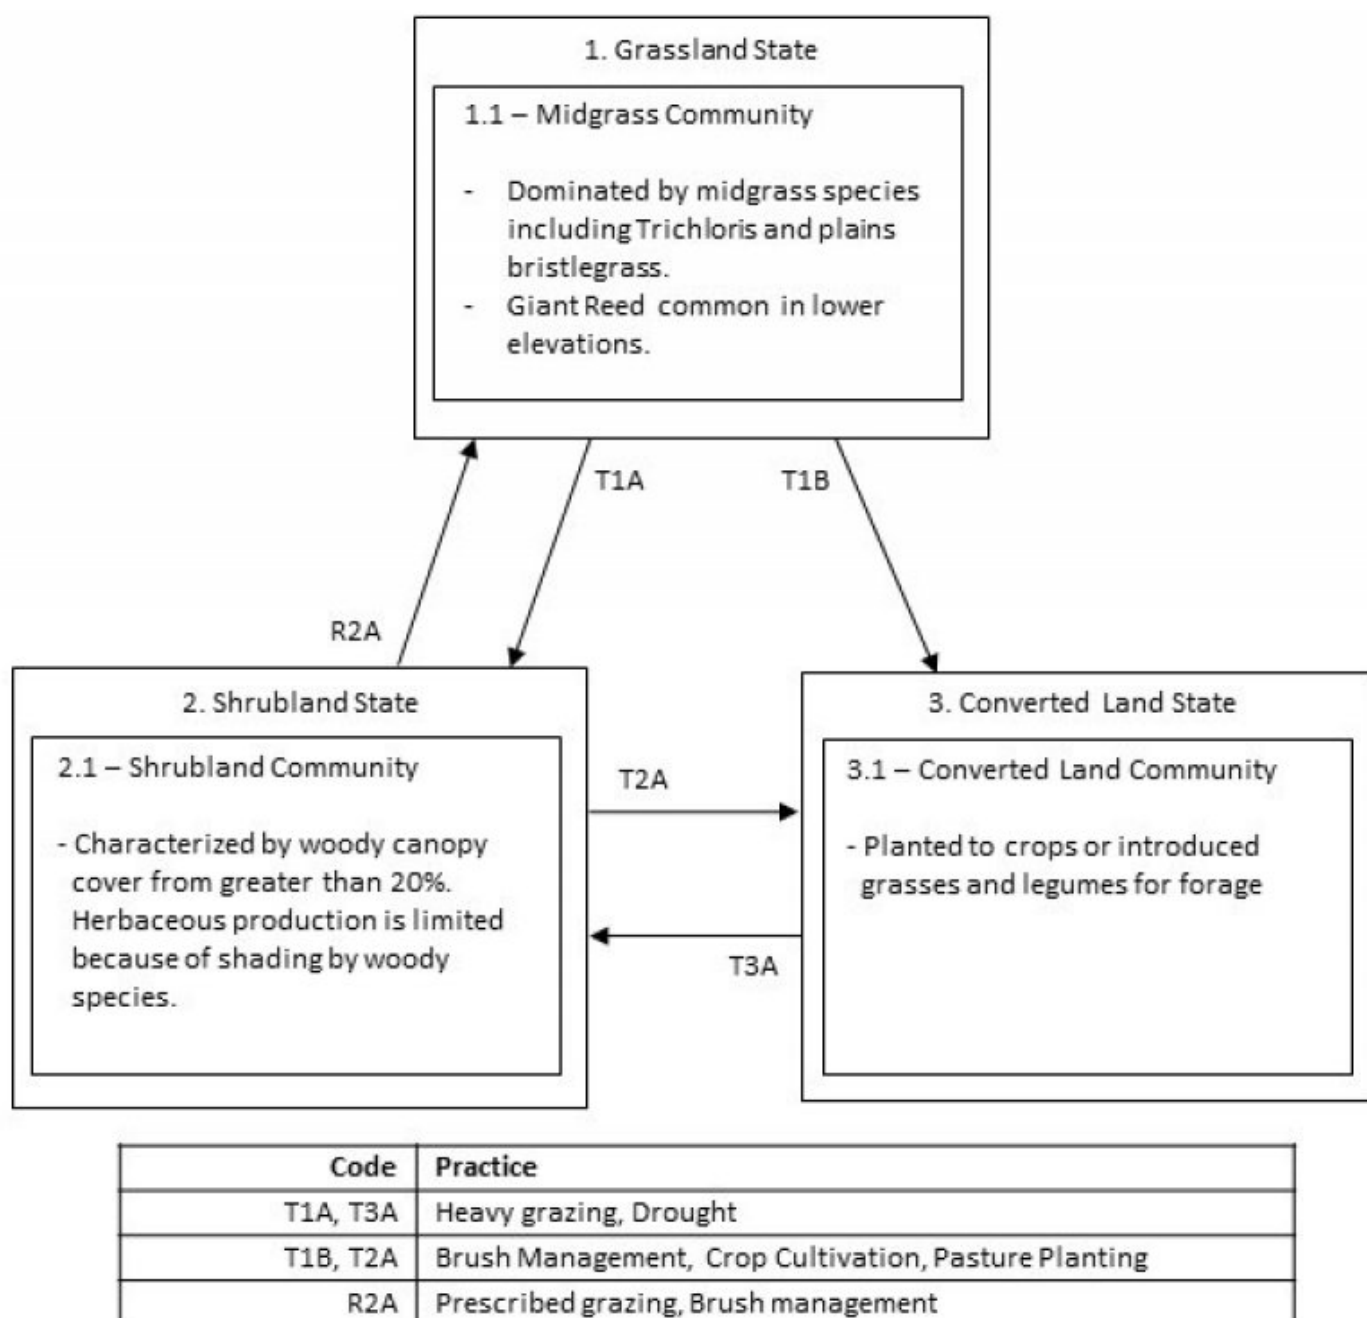 1. Grassland State
1.1 – Midgrass Community
- Dominated by midgrass species
including Trichloris and plains
bristlegrass.
- Giant Reed common in lower
elevations.
T1A
T1B
R2A
2. Shrubland State
2.1 – Shrubland Community
- Characterized by woody canopy
cover from greater than 20%.
Herbaceous production is limited
because of shading by woody
species.
T2A
T3A
3. Converted Land State
3.1 – Converted Land Community
- Planted to crops or introduced
grasses and legumes for forage
Code Practice
T1A, T3A Heavy grazing, Drought
T1B, T2A Brush Management, Crop Cultivation, Pasture Planting
R2A Prescribed grazing, Brush management